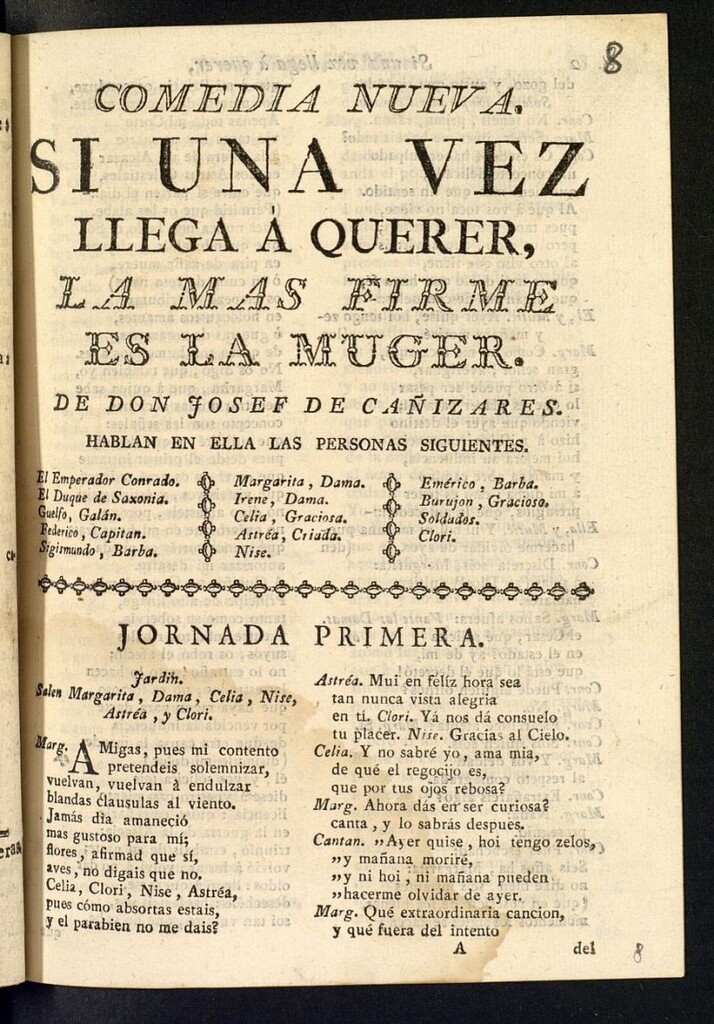 8
COMEDIA NUEVA.
SI UNA VEZ
LLEGA Á QUERER,
LA MAS FIRME
ES LA MUGER.
DE DON JOSEF DE CAÑIZARES.
HABLAN EN ELLA LAS PERSONAS SIGUIENTES.
El Emperador Conrado.
El Duque de Saxonia.
Guelfo, Galán.
Federico, Capitan.
Sigismundo, Barba.
Margarita, Dama.
Irene, Dama.
Celia, Graciosa.
Astréa, Criada.
Nise.
Emérico, Barba.
Burujon, Gracioso.
Soldados.
Clori.
JORNADA PRIMERA.
Jardin.
Salen Margarita, Dama, Celia, Nise,
Astréa, y Clori.
Marg. AMigas, pues mi contento
pretendeis solemnizar,
vuelvan, vuelvan à endulzar
blandas clausulas al viento.
Jamás dia amaneció
mas gustoso para mí;
flores, afirmad que sí,
aves, no digais que no.
Celia, Clori, Nise, Astréa,
pues cómo absortas estais,
y el parabien no me dais?
Astréa. Mui en felíz hora sea
tan nunca vista alegria
en tí. Clori. Yá nos dá consuelo
tu placer. Nise. Gracias al Cielo.
Celia. Y no sabré yo, ama mia,
de qué el regocijo es,
que por tus ojos rebosa?
Marg. Ahora dás en ser curiosa?
canta, y lo sabrás despues.
Cantan. „Ayer quise, hoi tengo zelos,
„y mañana moriré,
„y ni hoi, ni mañana pueden
„hacerme olvidar de ayer.
Marg. Qué extraordinaria cancion,
y qué fuera del intento
A
del
8